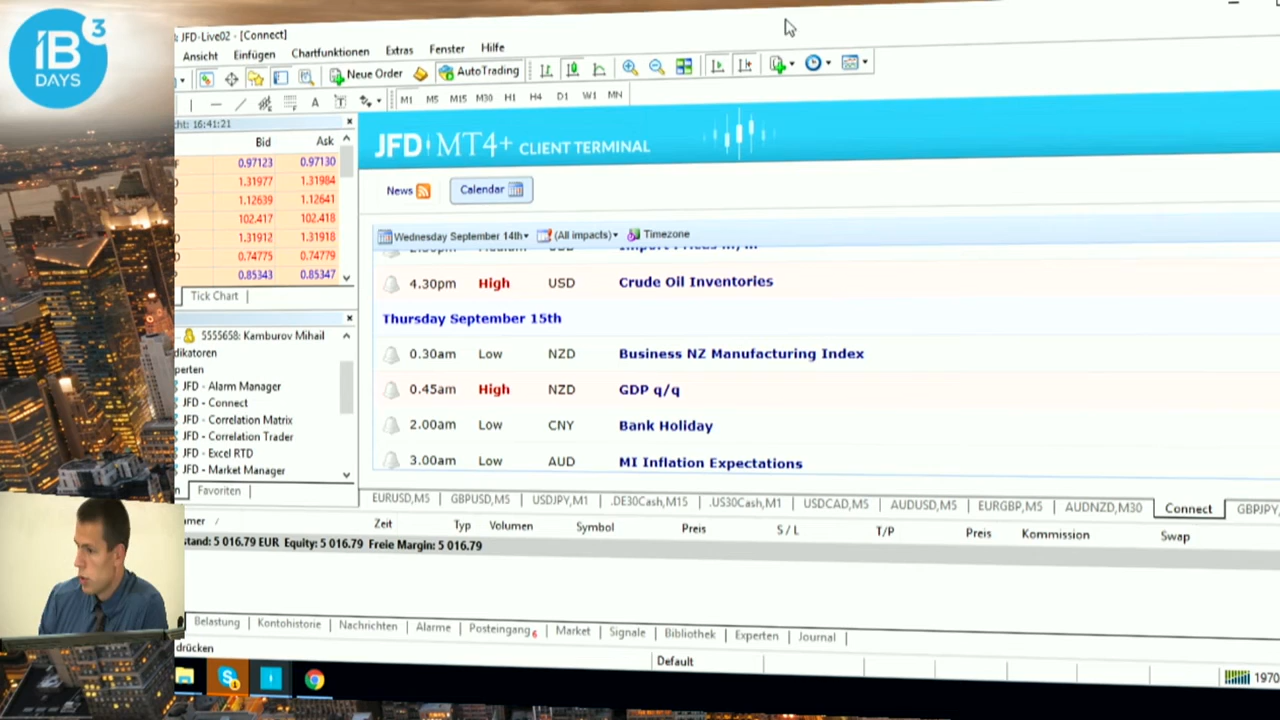 iB 3
DAYS
JFD-Live02 - [Connect]
Ansicht Einfügen Chartfunktionen Extras Fenster Hilfe
Neue Order AutoTrading
A T M1 M5 M15 M30 H1 H4 D1 W1 MN
16:41:21
Bid Ask
0.97123 0.97130
1.31977 1.31984
1.12639 1.12641
102.417 102.418
1.31912 1.31918
0.74775 0.74779
0.85343 0.85347
Tick Chart
5555658: Kamburov Mihail
JFD - Alarm Manager
JFD - Connect
JFD - Correlation Matrix
JFD - Correlation Trader
JFD - Excel RTD
JFD - Market Manager
Favoriten
JFD MT4+ CLIENT TERMINAL
News Calendar
Wednesday September 14th (All impacts) Timezone
4.30pm High USD Crude Oil Inventories
Thursday September 15th
0.30am Low NZD Business NZ Manufacturing Index
0.45am High NZD GDP q/q
2.00am Low CNY Bank Holiday
3.00am Low AUD MI Inflation Expectations
EURUSD,M5 GBPUSD,M5 USDJPY,M1 .DE30Cash,M15 .US30Cash,M1 USDCAD,M5 AUDUSD,M5 EURGBP,M5 AUDNZD,M30 Connect GBPJPY,
/ Zeit Typ Volumen Symbol Preis S / L T/P Preis Kommission Swap
stand: 5 016.79 EUR Equity: 5 016.79 Freie Margin: 5 016.79
Belastung Kontohistorie Nachrichten Alarme Posteingang 6 Market Signale Bibliothek Experten Journal
drücken
Default
1970